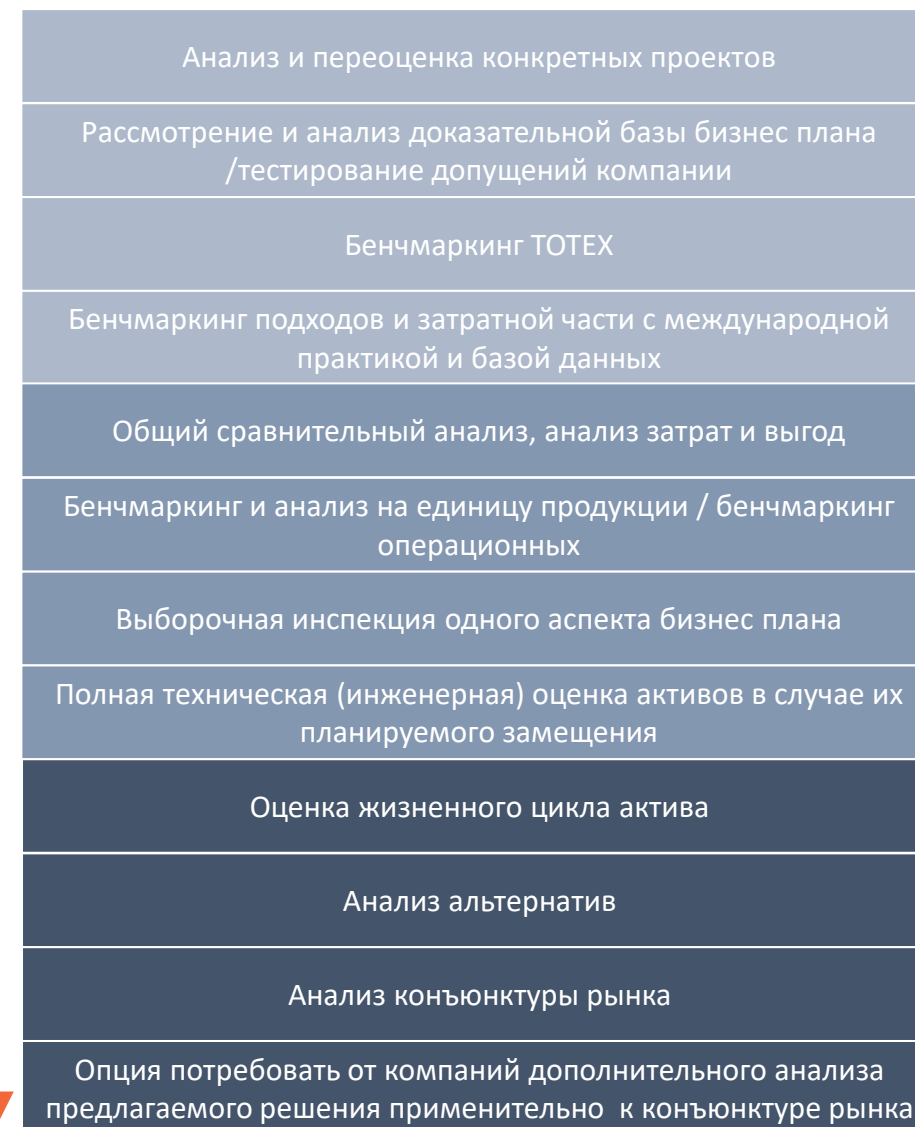 Анализ и переоценка конкретных проектов
Рассмотрение и анализ доказательной базы бизнес плана
/тестирование допущений компании
Бенчмаркинг TOTEX
Бенчмаркинг подходов и затратной части с международной
практикой и базой данных
Общий сравнительный анализ, анализ затрат и выгод
Бенчмаркинг и анализ на единицу продукции / бенчмаркинг
операционных
Выборочная инспекция одного аспекта бизнес плана
Полная техническая (инженерная) оценка активов в случае их
планируемого замещения
Оценка жизненного цикла актива
Анализ альтернатив
Анализ конъюнктуры рынка
Опция потребовать от компаний дополнительного анализа
предлагаемого решения применительно к конъюнктуре рынка